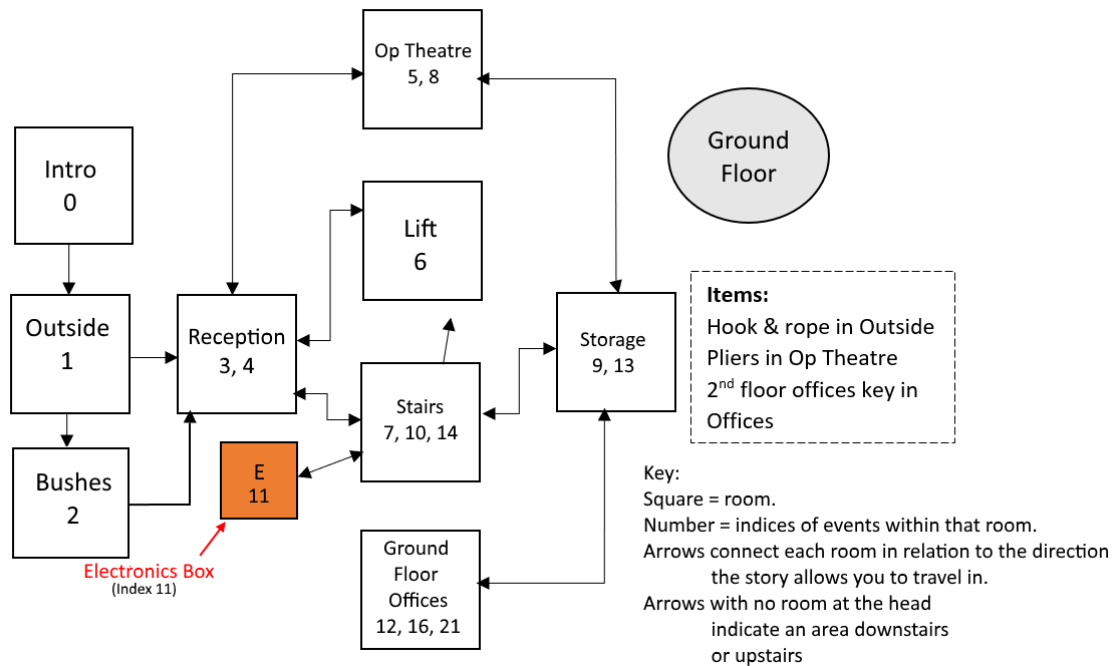 Op Theatre
5, 8
Ground
Floor
Intro
0
Lift
6
Outside
1
Reception
3, 4
Storage
9, 13
Items:
Hook & rope in Outside
Pliers in Op Theatre
2nd floor offices key in
Offices
Stairs
7, 10, 14
Bushes
2
E
11
Electronics Box
(Index 11)
Ground
Floor
Offices
12, 16, 21
Key:
Square = room.
Number = indices of events within that room.
Arrows connect each room in relation to the direction
the story allows you to travel in.
Arrows with no room at the head
indicate an area downstairs
or upstairs